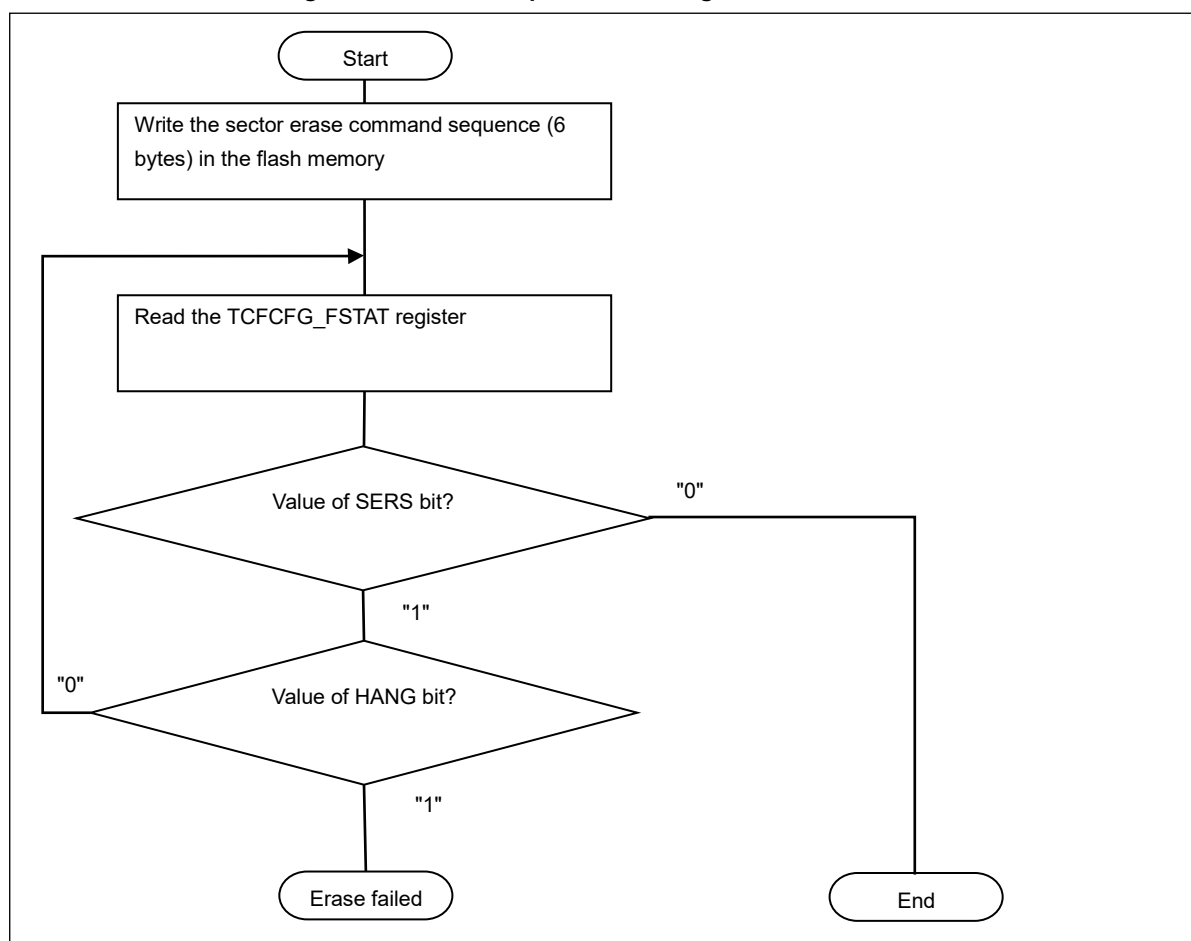 Start
Write the sector erase command sequence (6
bytes) in the flash memory
Read the TCFCFG_FSTAT register
Value of SERS bit?
"0"
"1"
"0"
Value of HANG bit?
"1"
Erase failed
End